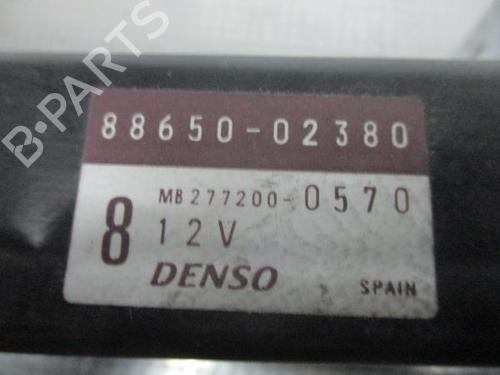 88650-02380
MB277200-0570
8 12V
DENSO SPAIN
B-PARTS